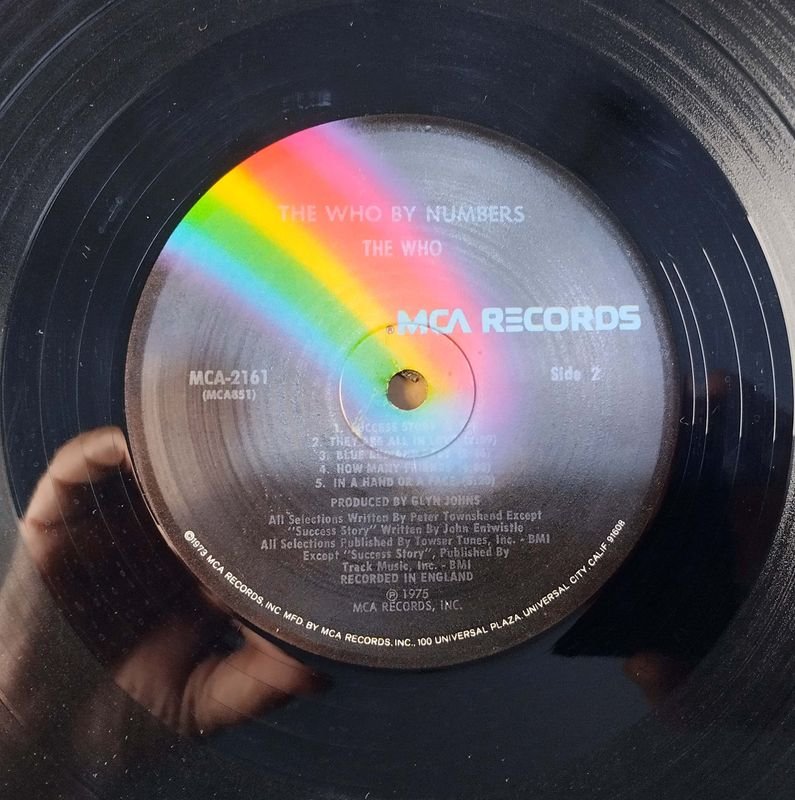 THE WHO BY NUMBERS
THE WHO
® MCA RECORDS
MCA-2161
(MCA851)
Side 2
1. SUCCESS STORY
2. THEY ARE ALL IN LOVE
3. BLUE RED AND
4. HOW MANY FRIENDS
5. IN A HAND OR A FACE
PRODUCED BY GLYN JOHNS
All Selections Written By Peter Townshend Except
"Success Story" Written By John Entwistle
All Selections Published By Towser Tunes, Inc. - BMI
Except "Success Story", Published By
Track Music, Inc. - BMI
RECORDED IN ENGLAND
℗ 1975
MCA RECORDS, INC.
©1973 MCA RECORDS, INC MFD. BY MCA RECORDS, INC., 100 UNIVERSAL PLAZA UNIVERSAL CITY, CALIF. 91608